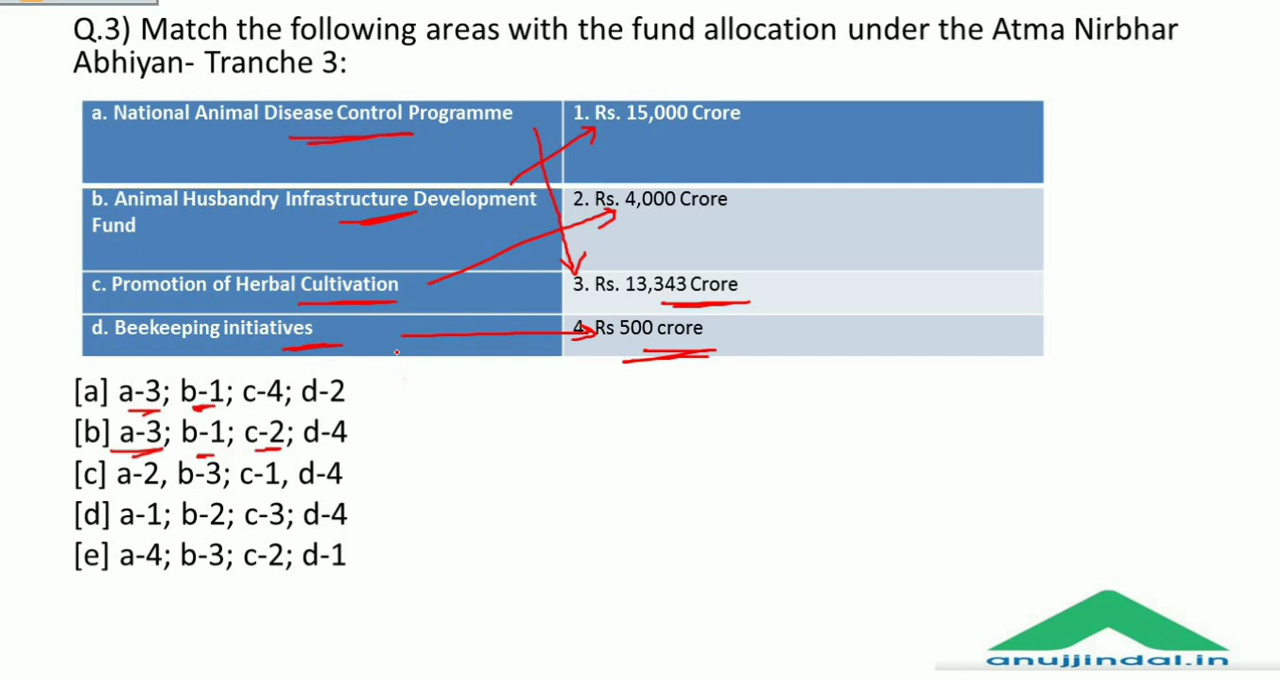 Q.3) Match the following areas with the fund allocation under the Atma Nirbhar
Abhiyan- Tranche 3:
a. National Animal Disease Control Programme
1. Rs. 15,000 Crore
b. Animal Husbandry Infrastructure Development
Fund
2. Rs. 4,000 Crore
c. Promotion of Herbal Cultivation
3. Rs. 13,343 Crore
d. Beekeeping initiatives
4. Rs 500 crore
[a] a-3; b-1; c-4; d-2
[b] a-3; b-1; c-2; d-4
[c] a-2, b-3; c-1, d-4
[d] a-1; b-2; c-3; d-4
[e] a-4; b-3; c-2; d-1
anujjindal.in